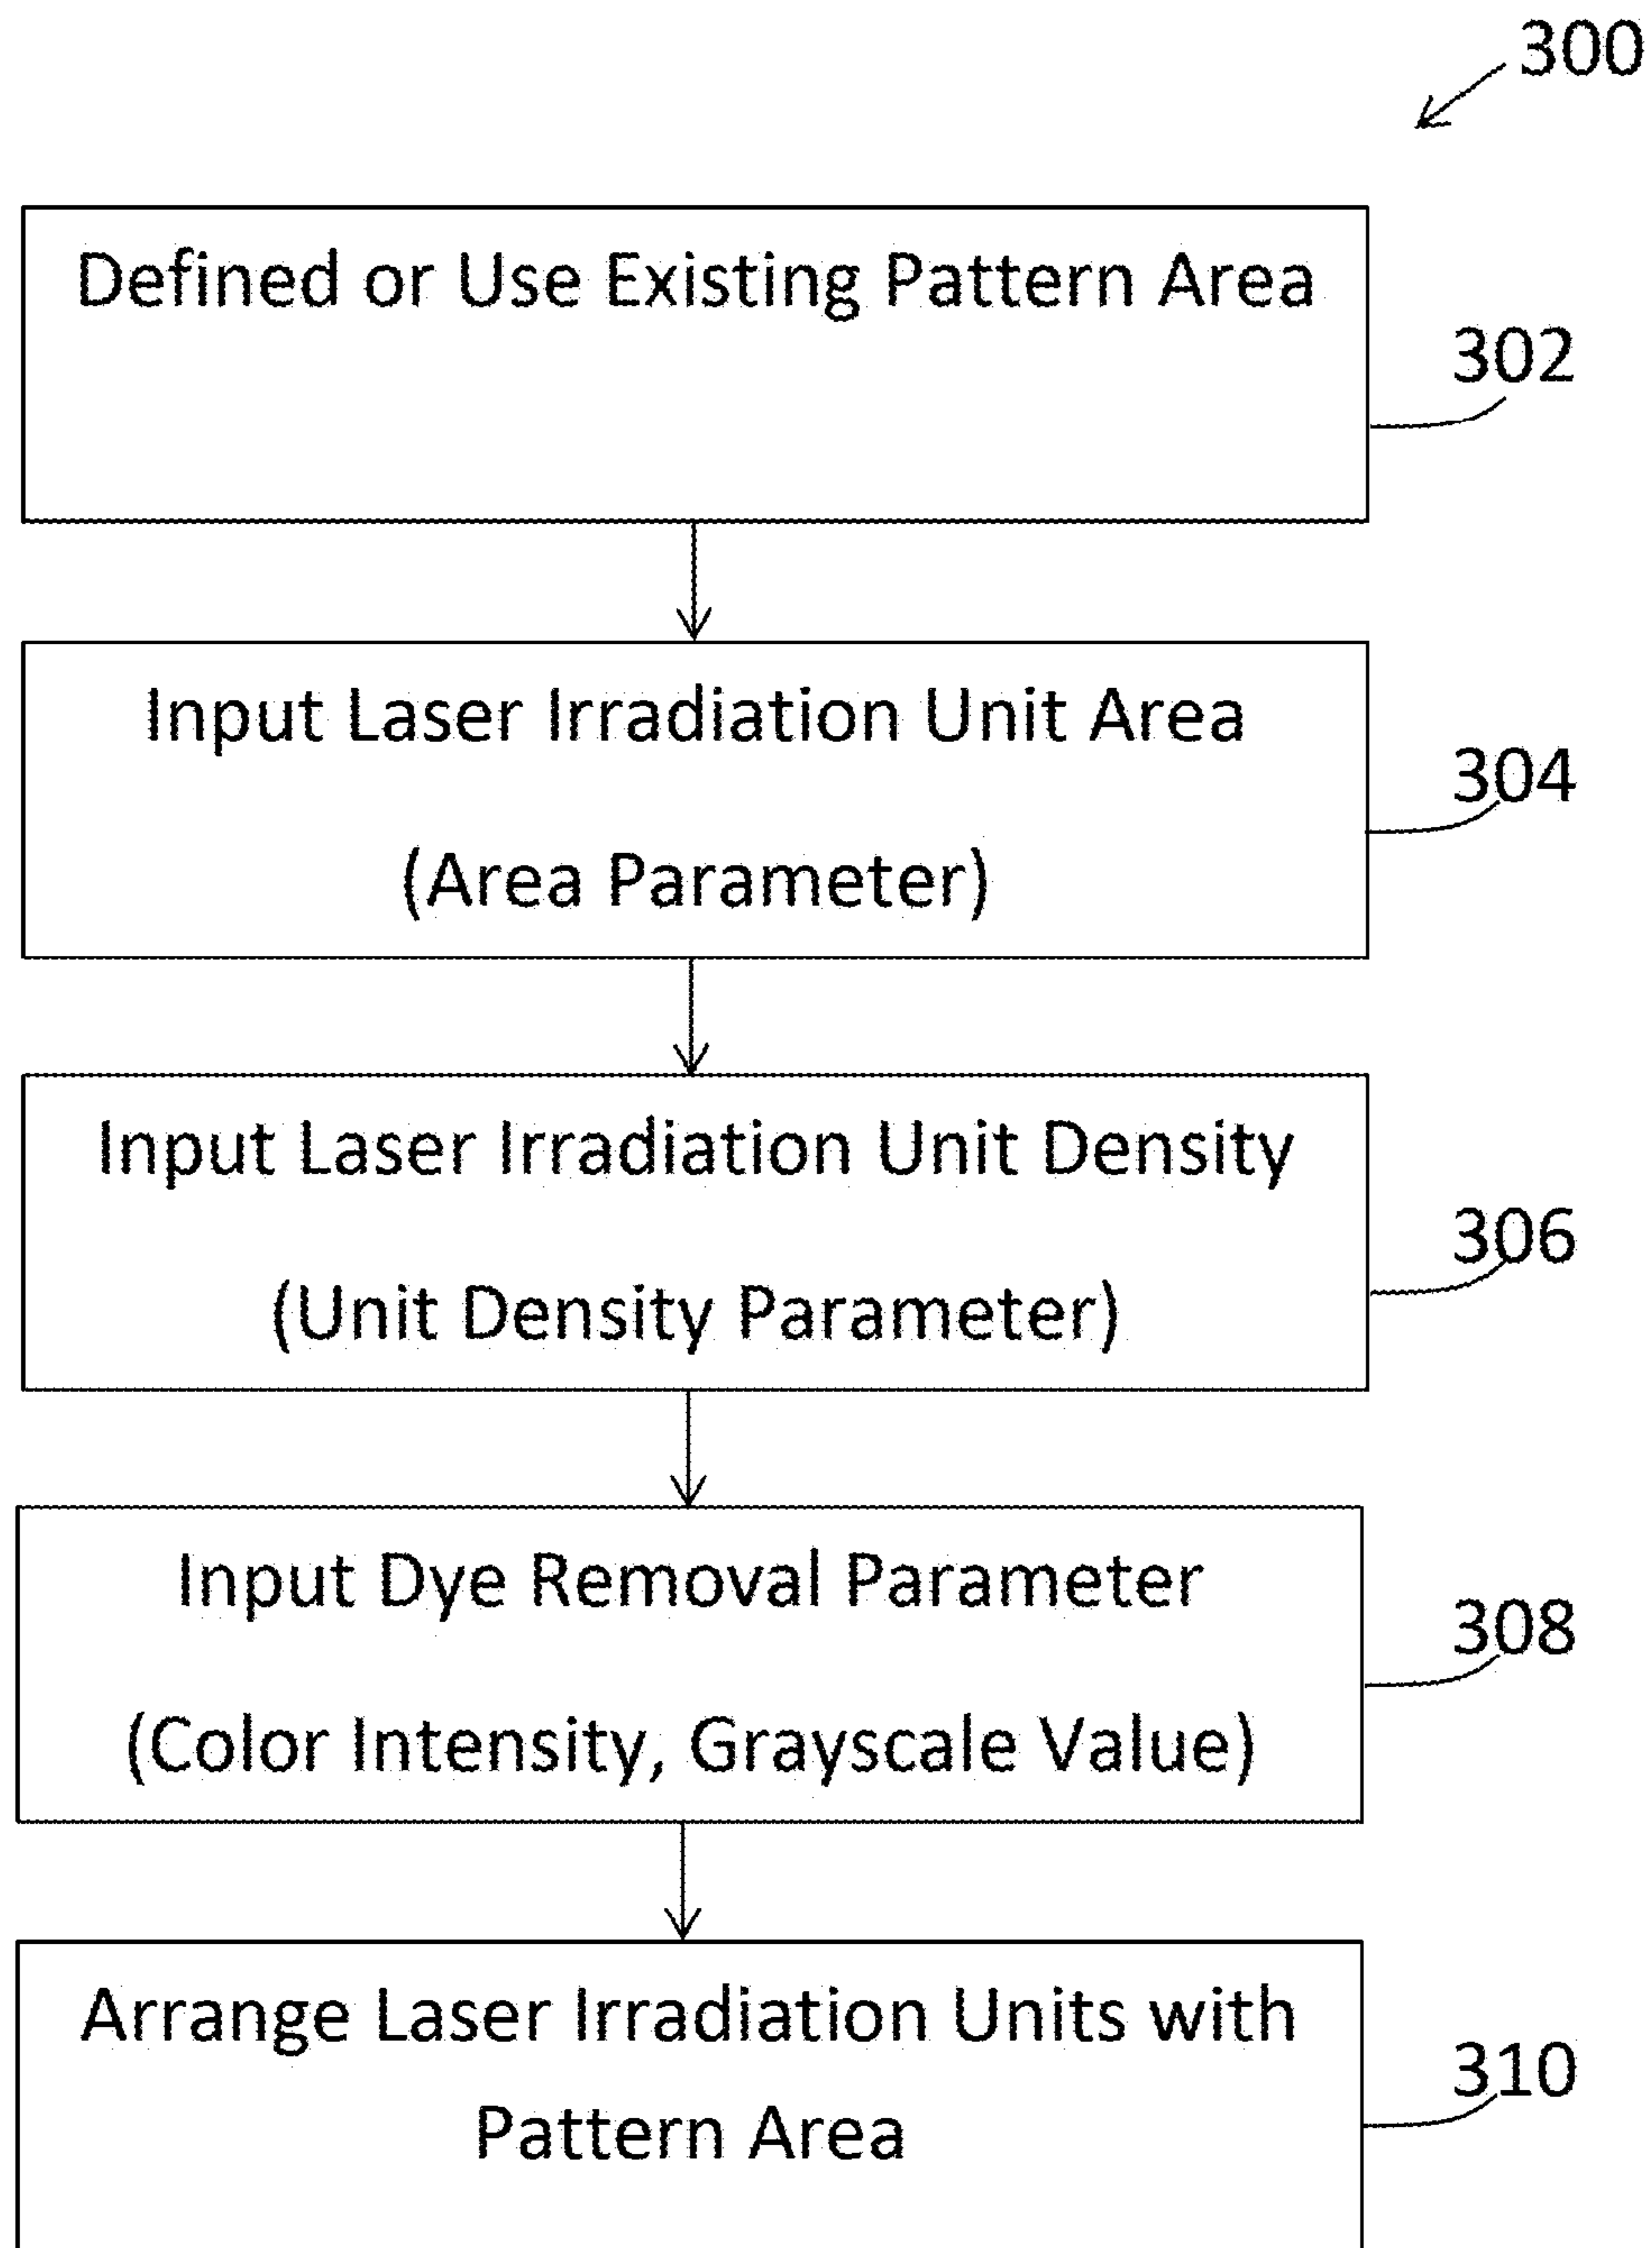 300
Defined or Use Existing Pattern Area
302
Input Laser Irradiation Unit Area
304
(Area Parameter)
Input Laser Irradiation Unit Density
306
(Unit Density Parameter)
Input Dye Removal Parameter
308
(Color Intensity, Grayscale Value)
Arrange Laser Irradiation Units with
310
Pattern Area